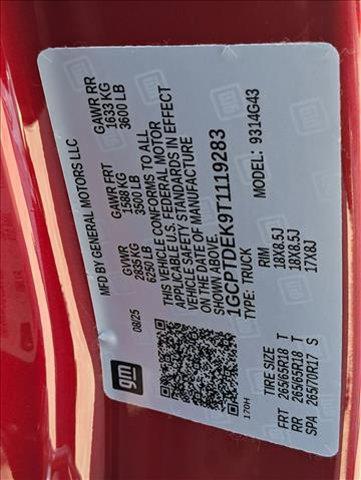 MFD BY GENERAL MOTORS LLC
08/25 GVWR GAWR FRT GAWR RR
2835 KG 1588 KG 1633 KG
6250 LB 3500 LB 3600 LB
THIS VEHICLE CONFORMS TO ALL
APPLICABLE U.S. FEDERAL MOTOR
VEHICLE SAFETY STANDARDS IN EFFECT
ON THE DATE OF MANUFACTURE
1GCPTDEK9T1119283
TYPE: TRUCK MODEL: 9314G43
gm
170H
TIRE SIZE RIM
FRT 265/65R18 T 18X8.5J
RR 265/65R18 T 18X8.5J
SPA 265/70R17 S 17X8J